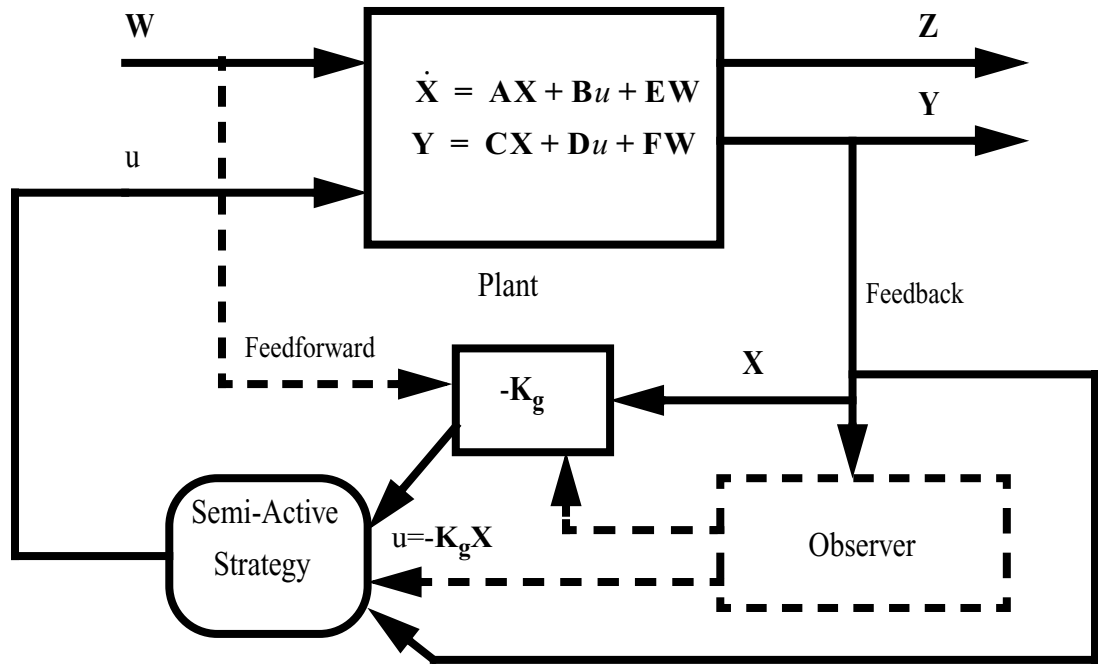 W
Z
Ẋ = AX + Bu + EW
Y
Y = CX + Du + FW
u
Plant
Feedback
Feedforward
X
-Kg
Semi-Active
Strategy
u=-KgX
Observer